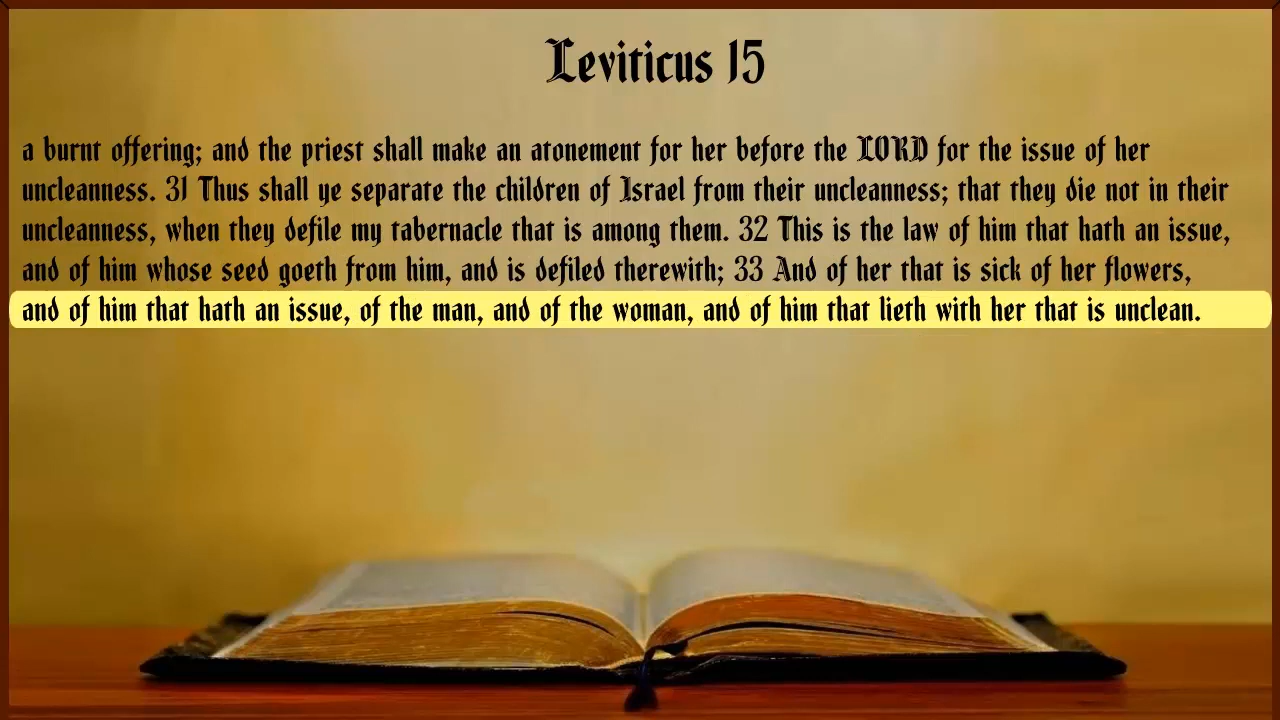 Leviticus 15
a burnt offering; and the priest shall make an atonement for her before the LORD for the issue of her
uncleanness. 31 Thus shall ye separate the children of Israel from their uncleanness; that they die not in their
uncleanness, when they defile my tabernacle that is among them. 32 This is the law of him that hath an issue,
and of him whose seed goeth from him, and is defiled therewith; 33 And of her that is sick of her flowers,
and of him that hath an issue, of the man, and of the woman, and of him that lieth with her that is unclean.